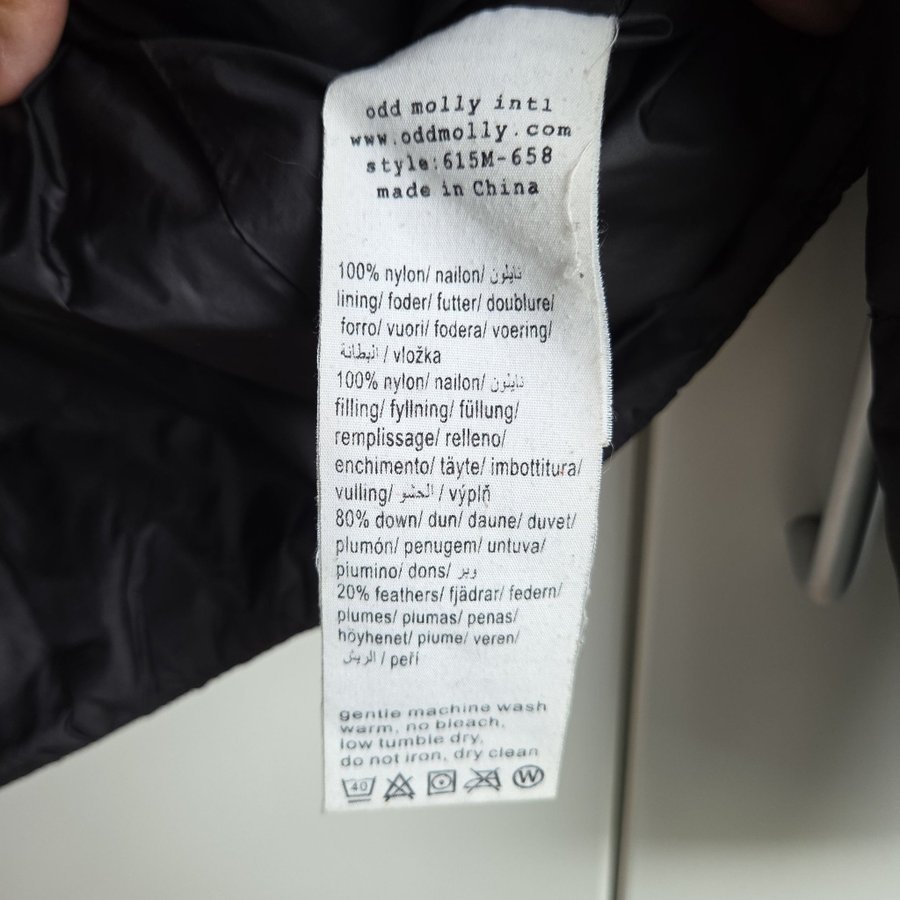 odd molly intl
www.oddmolly.com
style:615M-658
made in China
100% nylon/ nailon/ نايلون
lining/ foder/ futter/ doublure/
forro/ vuori/ fodera/ voering/
البطانة / vložka
100% nylon/ nailon/ نايلون
filling/ fyllning/ füllung/
remplissage/ relleno/
enchimento/ täyte/ imbottitura/
vulling/ الحشو / výplň
80% down/ dun/ daune/ duvet/
plumón/ penugem/ untuva/
piumino/ dons/ وبر
20% feathers/ fjädrar/ federn/
plumes/ plumas/ penas/
höyhenet/ piume/ veren/
الريش / peří
gentle machine wash
warm, no bleach,
low tumble dry,
do not iron, dry clean
40 W